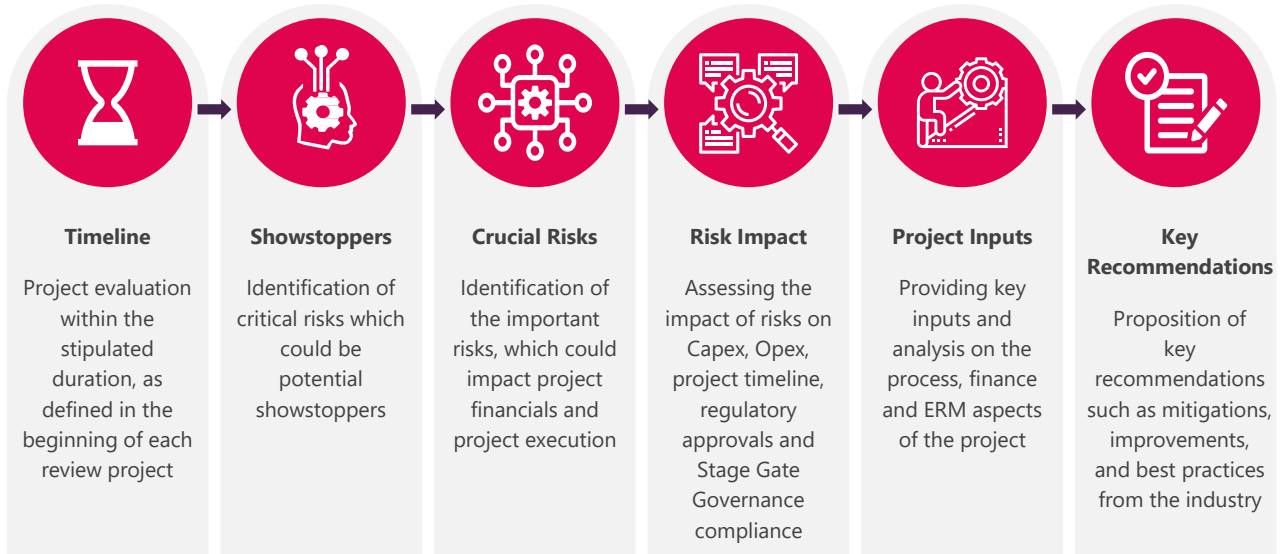 Timeline
Project evaluation
within the
stipulated
duration, as
defined in the
beginning of each
review project
Showstoppers
Identification of
critical risks which
could be
potential
showstoppers
Crucial Risks
Identification of
the important
risks, which could
impact project
financials and
project execution
Risk Impact
Assessing the
impact of risks on
Capex, Opex,
project timeline,
regulatory
approvals and
Stage Gate
Governance
compliance
Project Inputs
Providing key
inputs and
analysis on the
process, finance
and ERM aspects
of the project
Key
Recommendations
Proposition of
key
recommendations
such as mitigations,
improvements,
and best practices
from the industry